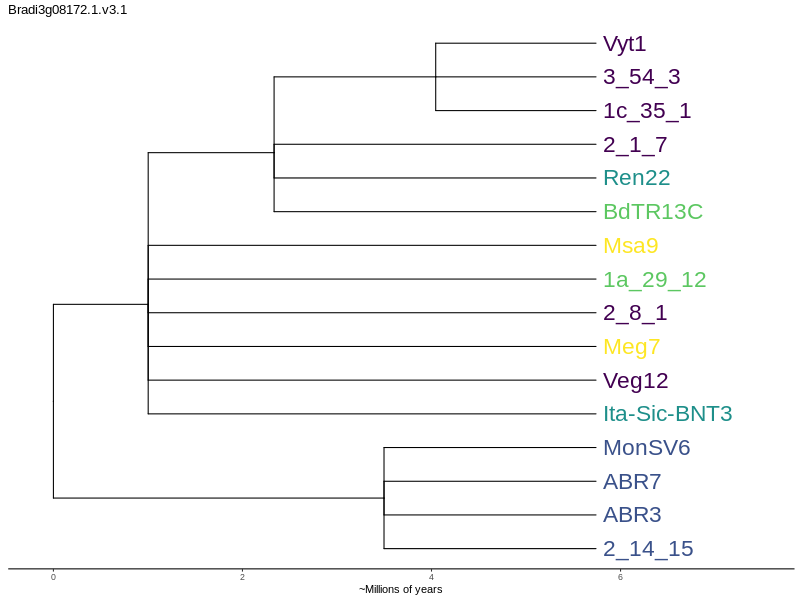 Bradi3g08172.1.v3.1
Vyt1
3_54_3
1c_35_1
2_1_7
Ren22
BdTR13C
Msa9
1a_29_12
2_8_1
Meg7
Veg12
Ita-Sic-BNT3
MonSV6
ABR7
ABR3
2_14_15
0 2 4 6
~Millions of years